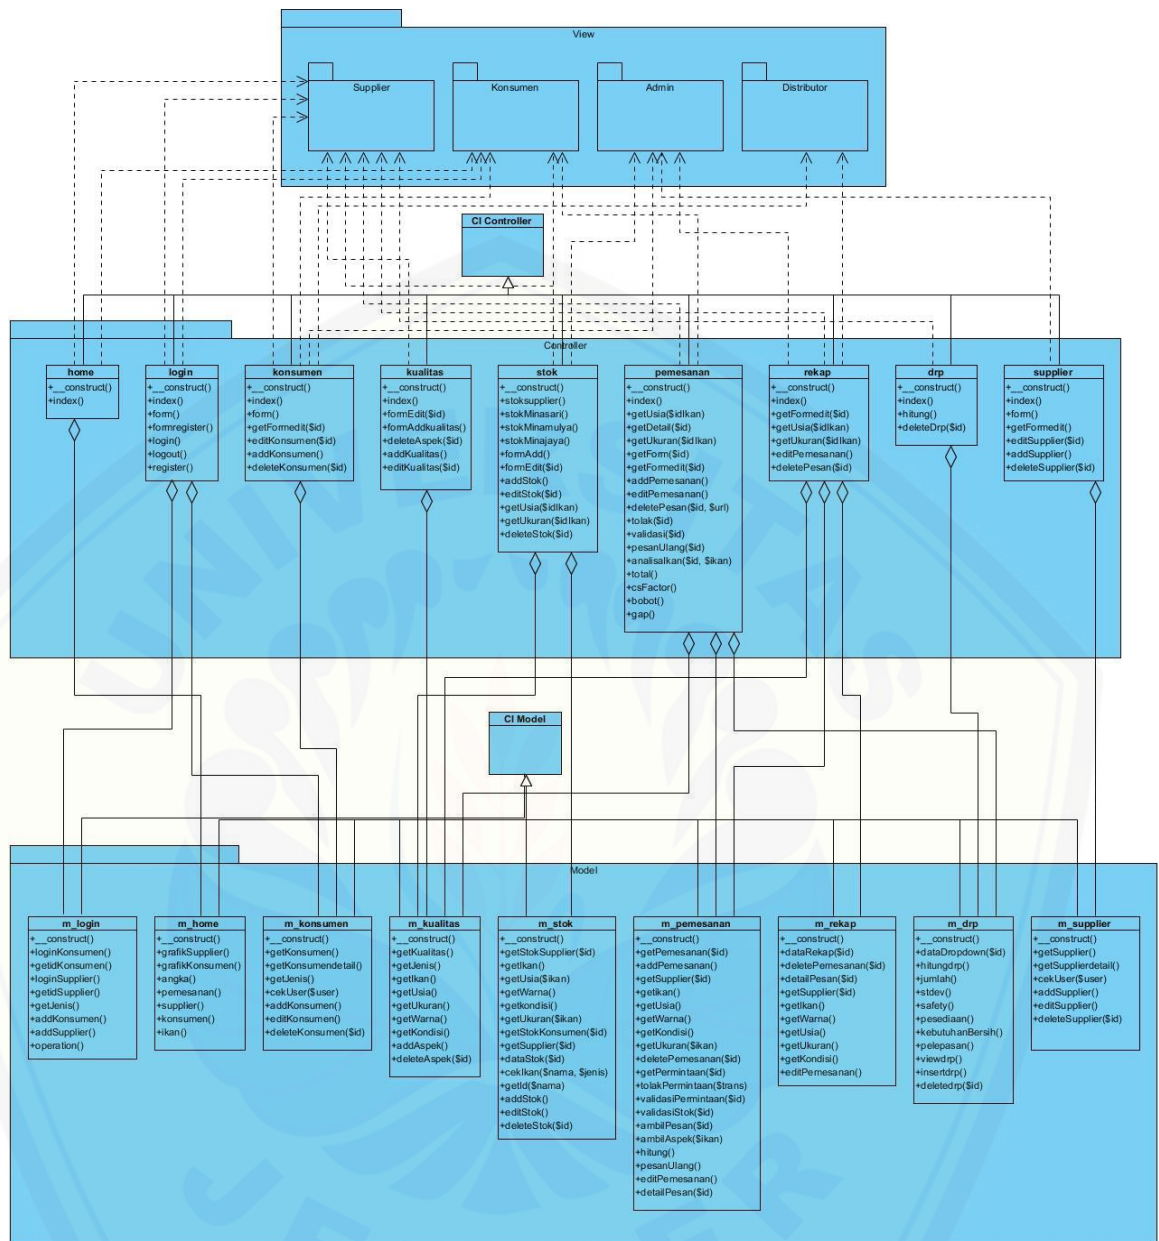 View
Supplier
Konsumen
Admin
Distributor
CI Controller
Controller
home
+__construct()
+index()
login
+__construct()
+index()
+form()
+formregister()
+login()
+logout()
+register()
konsumen
+__construct()
+index()
+form()
+getFormedit($id)
+editKonsumen($id)
+addKonsumen()
+deleteKonsumen($id)
kualitas
+__construct()
+index()
+formEdit($id)
+formAddkualitas()
+deleteAspek($id)
+addKualitas()
+editKualitas($id)
stok
+__construct()
+stoksupplier()
+stokMinasari()
+stokMinamulya()
+stokMinajaya()
+formAdd()
+formEdit($id)
+addStok()
+editStok($id)
+getUsia($idIkan)
+getUkuran($idIkan)
+deleteStok($id)
pemesanan
+__construct()
+index()
+getUsia($idIkan)
+getDetail($id)
+getUkuran($idIkan)
+getForm($id)
+getFormedit($id)
+addPemesanan()
+editPemesanan()
+deletePesan($id, $url)
+tolak($id)
+validasi($id)
+pesanUlang($id)
+analisaIkan($id, $ikan)
+total()
+csFactor()
+bobot()
+gap()
rekap
+__construct()
+index()
+getFormedit($id)
+getUsia($idIkan)
+getUkuran($idIkan)
+editPemesanan()
+deletePesan($id)
drp
+__construct()
+index()
+hitung()
+deleteDrp($id)
supplier
+__construct()
+index()
+form()
+getFormedit()
+editSupplier($id)
+addSupplier()
+deleteSupplier($id)
CI Model
Model
m_login
+__construct()
+loginKonsumen()
+getidKonsumen()
+loginSupplier()
+getidSupplier()
+getJenis()
+addKonsumen()
+addSupplier()
+operation()
m_home
+__construct()
+grafikSupplier()
+grafikKonsumen()
+angka()
+pemesanan()
+supplier()
+konsumen()
+ikan()
m_konsumen
+__construct()
+getKonsumen()
+getKonsumendetail()
+getJenis()
+cekUser($user)
+addKonsumen()
+editKonsumen()
+deleteKonsumen($id)
m_kualitas
+__construct()
+getKualitas()
+getJenis()
+getIkan()
+getUsia()
+getUkuran()
+getWarna()
+getKondisi()
+addAspek()
+deleteAspek($id)
m_stok
+__construct()
+getStokSupplier($id)
+getIkan()
+getUsia($ikan)
+getWarna()
+getkondisi()
+getUkuran($ikan)
+getStokKonsumen($id)
+getSupplier($id)
+dataStok($id)
+cekIkan($nama, $jenis)
+getId($nama)
+addStok()
+editStok()
+deleteStok($id)
m_pemesanan
+__construct()
+getPemesanan($id)
+addPemesanan()
+getSupplier($id)
+getikan()
+getUsia()
+getWarna()
+getKondisi()
+getUkuran($ikan)
+deletePemesanan($id)
+getPermintaan($id)
+tolakPermintaan($trans)
+validasiPermintaan($id)
+validasiStok($id)
+ambilPesan($id)
+ambilAspek($ikan)
+hitung()
+pesanUlang()
+editPemesanan()
+detailPesan($id)
m_rekap
+__construct()
+dataRekap($id)
+deletePemesanan($id)
+detailPesan($id)
+getSupplier($id)
+getIkan()
+getWarna()
+getUsia()
+getUkuran()
+getKondisi()
+editPemesanan()
m_drp
+__construct()
+dataDropdown($id)
+hitungdrp()
+jumlah()
+stdev()
+safety()
+pesediaan()
+kebutuhanBersih()
+pelepasan()
+viewdrp()
+insertdrp()
+deletedrp($id)
m_supplier
+__construct()
+getSupplier()
+getSupplierdetail()
+cekUser($user)
+addSupplier()
+editSupplier()
+deleteSupplier($id)
UNIVERSITAS